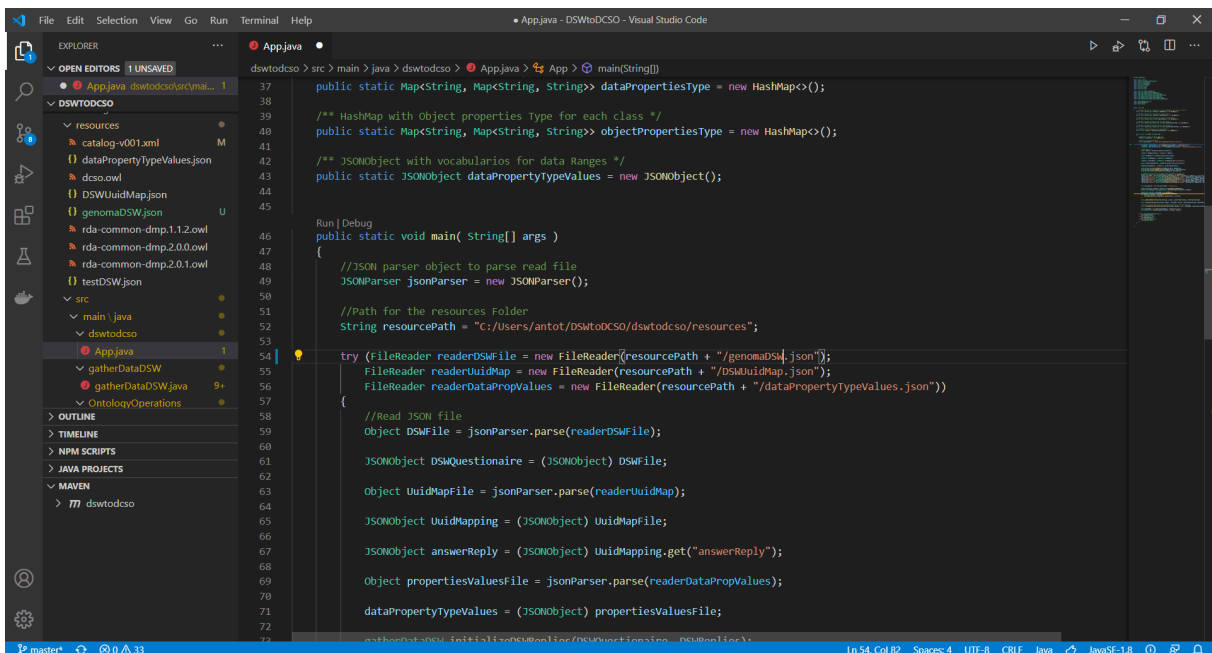 File Edit Selection View Go Run Terminal Help
● App.java - DSWtoDCSO - Visual Studio Code
EXPLORER
OPEN EDITORS 1 UNSAVED
App.java dswtodcso\src\mai... 1
DSWTODCSO
resources
catalog-v001.xml M
dataPropertyTypeValues.json
dcso.owl
DSWUuidMap.json
genomaDSW.json U
rda-common-dmp.1.1.2.owl
rda-common-dmp.2.0.0.owl
rda-common-dmp.2.0.1.owl
testDSW.json
src
main \ java
dswtodcso
App.java 1
gatherDataDSW
gatherDataDSW.java 9+
OntologyOperations
OUTLINE
TIMELINE
NPM SCRIPTS
JAVA PROJECTS
MAVEN
dswtodcso
1
8
App.java ●
dswtodcso > src > main > java > dswtodcso > App.java > App > main(String[])
37 public static Map<String, Map<String, String>> dataPropertiesType = new HashMap<>();
38
39 /** HashMap with Object properties Type for each class */
40 public static Map<String, Map<String, String>> objectPropertiesType = new HashMap<>();
41
42 /** JSONObject with vocabularios for data Ranges */
43 public static JSONObject dataPropertyTypeValues = new JSONObject();
44
45
Run | Debug
46 public static void main( String[] args )
47 {
48 //JSON parser object to parse read file
49 JSONParser jsonParser = new JSONParser();
50
51 //Path for the resources Folder
52 String resourcePath = "C:/Users/antot/DSWtoDCSO/dswtodcso/resources";
53
54 try (FileReader readerDSWFile = new FileReader(resourcePath + "/genomaDSW.json");
55 FileReader readerUuidMap = new FileReader(resourcePath + "/DSWUuidMap.json");
56 FileReader readerDataPropValues = new FileReader(resourcePath + "/dataPropertyTypeValues.json"))
57 {
58 //Read JSON file
59 Object DSWFile = jsonParser.parse(readerDSWFile);
60
61 JSONObject DSWQuestionaire = (JSONObject) DSWFile;
62
63 Object UuidMapFile = jsonParser.parse(readerUuidMap);
64
65 JSONObject UuidMapping = (JSONObject) UuidMapFile;
66
67 JSONObject answerReply = (JSONObject) UuidMapping.get("answerReply");
68
69 Object propertiesValuesFile = jsonParser.parse(readerDataPropValues);
70
71 dataPropertyTypeValues = (JSONObject) propertiesValuesFile;
72
73 gatherDataDSW.initializeDSWReplies(DSWQuestionaire, DSWReplies);
master* 0 33 Ln 54, Col 82 Spaces: 4 UTF-8 CRLF Java JavaSE-1.8